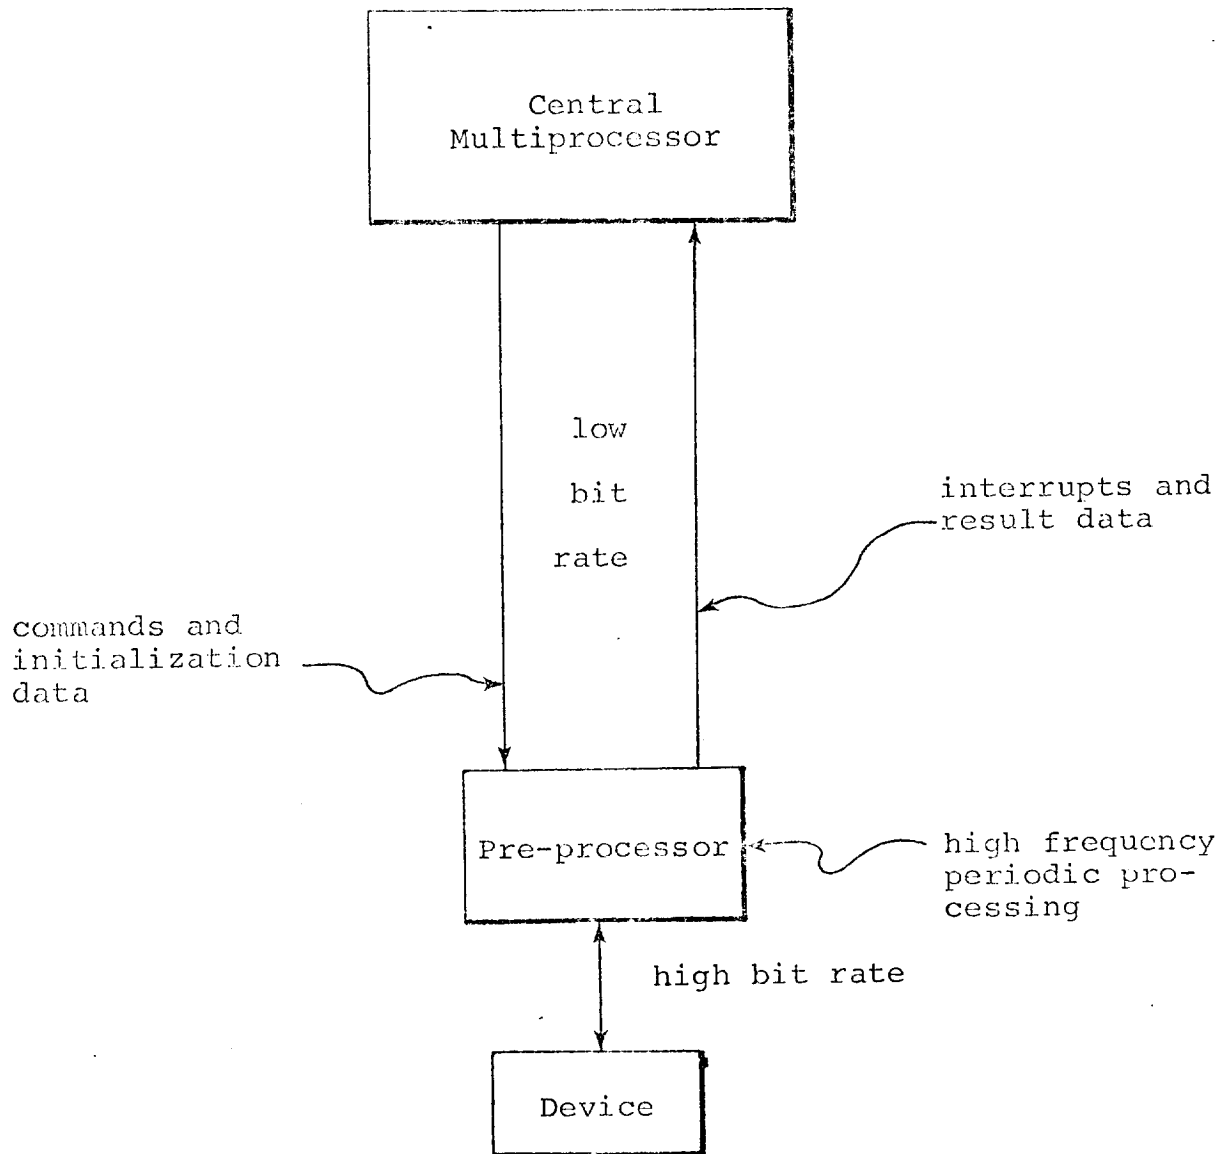 Central
Multiprocessor
low
bit
rate
interrupts and
result data
commands and
initialization
data
Pre-processor
high frequency
periodic pro-
cessing
high bit rate
Device